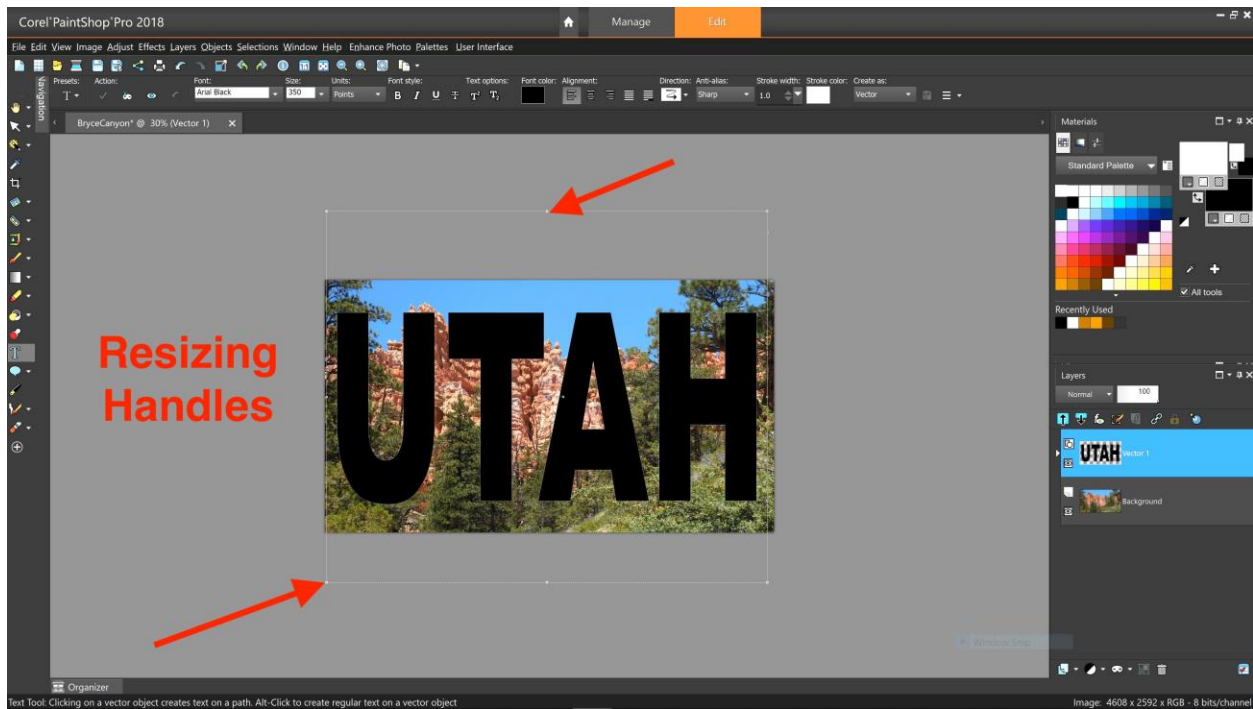 Corel®PaintShop®Pro 2018
Manage
Edit
File Edit View Image Adjust Effects Layers Objects Selections Window Help Enhance Photo Palettes User Interface
Presets: Action: Font: Size: Units: Font style: Text options: Font color: Alignment: Direction: Anti-alias: Stroke width: Stroke color: Create as:
Arial Black 350 Points B I U Sharp 1.0 Vector
Navigation
BryceCanyon* @ 30% (Vector 1) X
Materials
Standard Palette
All tools
Recently Used
Resizing
Handles
UTAH
Layers
Normal 100
UTAH Vector 1
Background
Window Snip
Organizer
Text Tool: Clicking on a vector object creates text on a path. Alt-Click to create regular text on a vector object
Image: 4608 x 2592 x RGB - 8 bits/channel